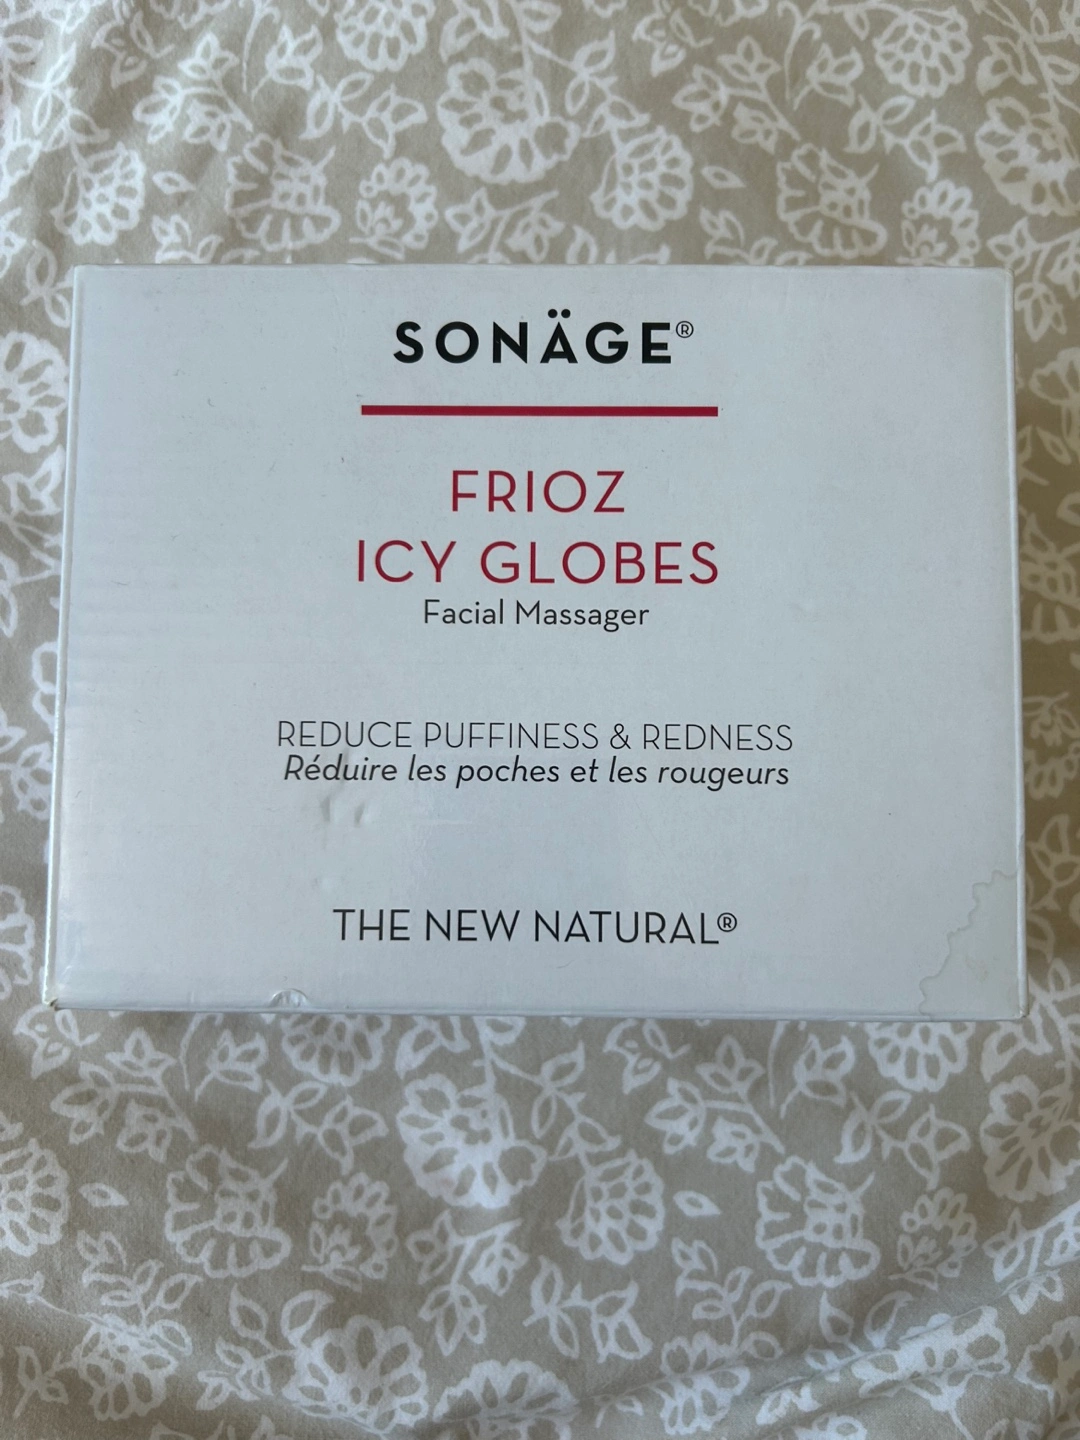 SONÄGE®
FRIOZ
ICY GLOBES
Facial Massager
REDUCE PUFFINESS & REDNESS
Réduire les poches et les rougeurs
THE NEW NATURAL®